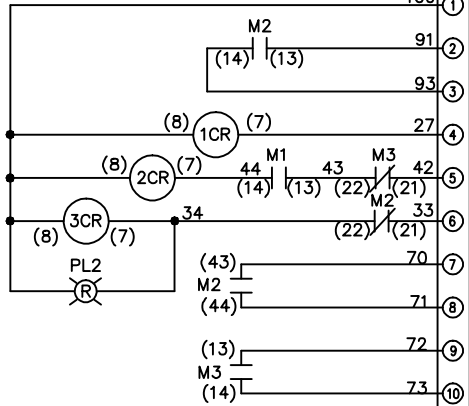 1
M2
(14) (13) 91 2
93 3
(8) 1CR (7) 27 4
(8) 2CR (7) 44 M1 43 M3 42 5
(14) (13) (22) (21)
3CR 34 M2 33 6
(8) (7) (22) (21)
PL2
R
(43) 70 7
M2
(44) 71 8
(13) 72 9
M3
(14) 73 10